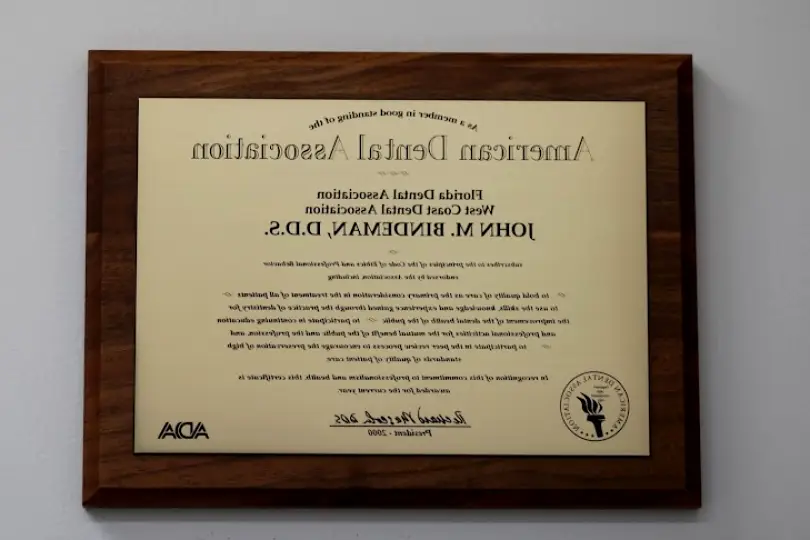 As a member in good standing of the
American Dental Association
Florida Dental Association
West Coast Dental Association
JOHN M. BINDEMAN, D.D.S.
subscribes to the principles of the Code of Ethics and Professional Behavior
endorsed by the Association, including
to hold quality of care as the primary consideration in the treatment of all patients
to use the skills, knowledge and experience gained through the practice of dentistry for
the improvement of the dental health of the public to participate in continuing education
and professional activities for the mutual benefit of the public and the profession, and
to participate in the peer review process to encourage the preservation of high
standards of quality of patient care.
In recognition of this commitment to professionalism and health, this certificate is
awarded for the current year.
Richard DDS
President - 2000
AMERICAN DENTAL ASSOCIATION
ADA